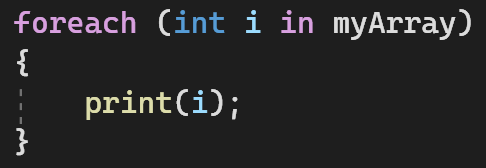 foreach (int i in myArray)
{
    print(i);
}